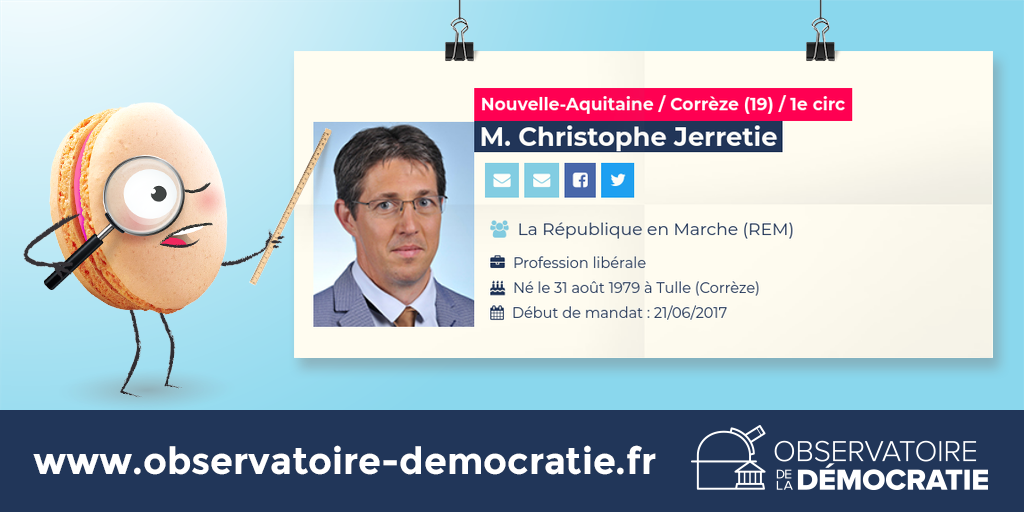 Nouvelle-Aquitaine / Corrèze (19) / 1e circ
M. Christophe Jerretie
La République en Marche (REM)
Profession libérale
Né le 31 août 1979 à Tulle (Corrèze)
Début de mandat : 21/06/2017
www.observatoire-democratie.fr
OBSERVATOIRE
DE LA DÉMOCRATIE